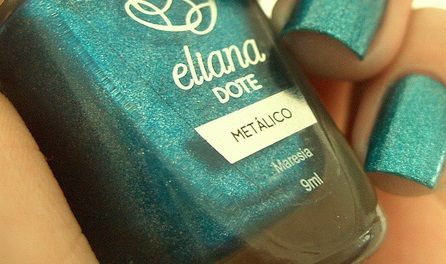 eliana
DOTE
METÁLICO
Maresia
9ml